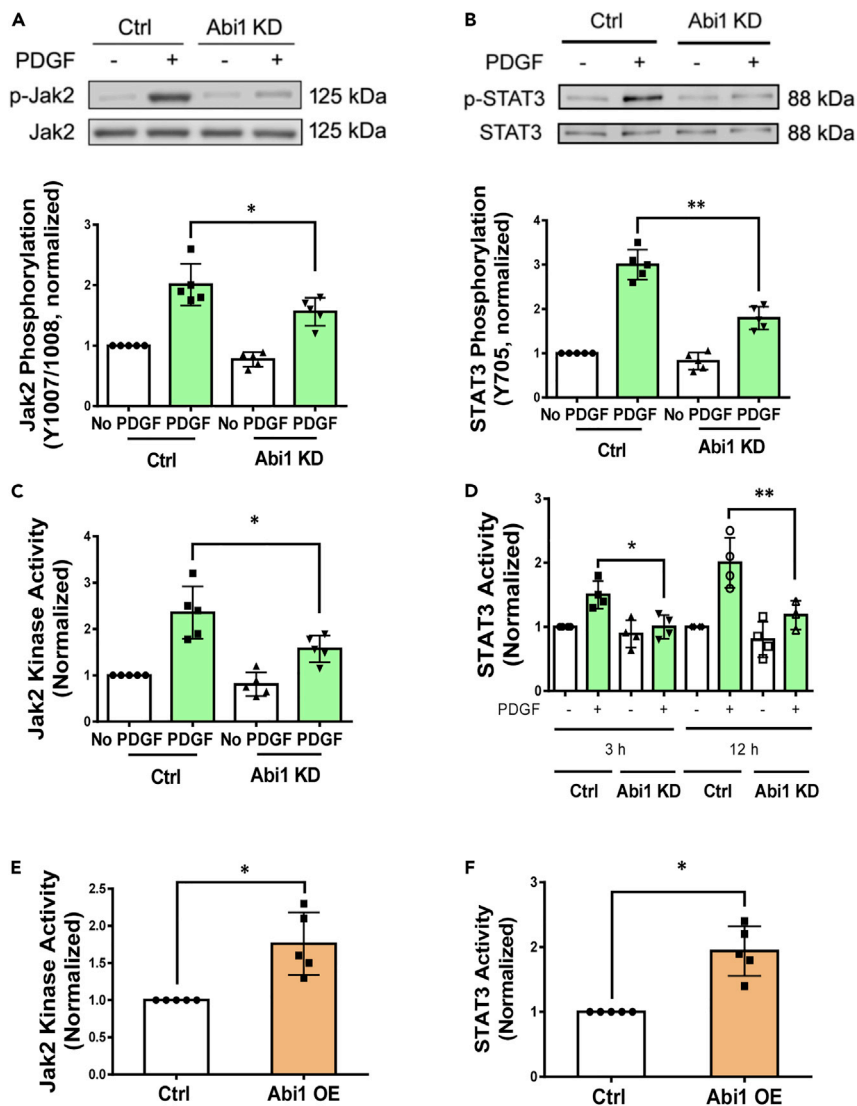 A
Ctrl Abi1 KD
PDGF - + - +
p-Jak2 125 kDa
Jak2 125 kDa
Jak2 Phosphorylation
(Y1007/1008, normalized)
3
2
1
0
*
No PDGF PDGF No PDGF PDGF
Ctrl Abi1 KD
B
Ctrl Abi1 KD
PDGF - + - +
p-STAT3 88 kDa
STAT3 88 kDa
STAT3 Phosphorylation
(Y705, normalized)
4
3
2
1
0
**
No PDGF PDGF No PDGF PDGF
Ctrl Abi1 KD
C
Jak2 Kinase Activity
(Normalized)
4
3
2
1
0
*
No PDGF PDGF No PDGF PDGF
Ctrl Abi1 KD
D
STAT3 Activity
(Normalized)
3
2
1
0
* **
PDGF - + - + - + - +
3 h 12 h
Ctrl Abi1 KD Ctrl Abi1 KD
E
Jak2 Kinase Activity
(Normalized)
2.5
2.0
1.5
1.0
0.5
0.0
*
Ctrl Abi1 OE
F
STAT3 Activity
(Normalized)
3
2
1
0
*
Ctrl Abi1 OE